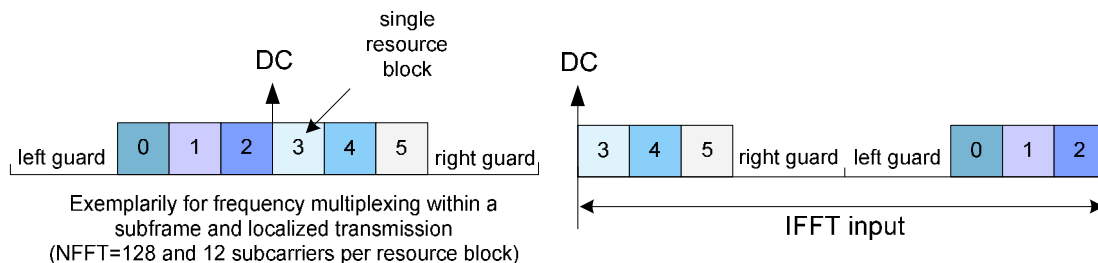 single
resource
block
DC
left guard 0 1 2 3 4 5 right guard
Exemplarily for frequency multiplexing within a
subframe and localized transmission
(NFFT=128 and 12 subcarriers per resource block)
DC
3 4 5 right guard left guard 0 1 2
IFFT input